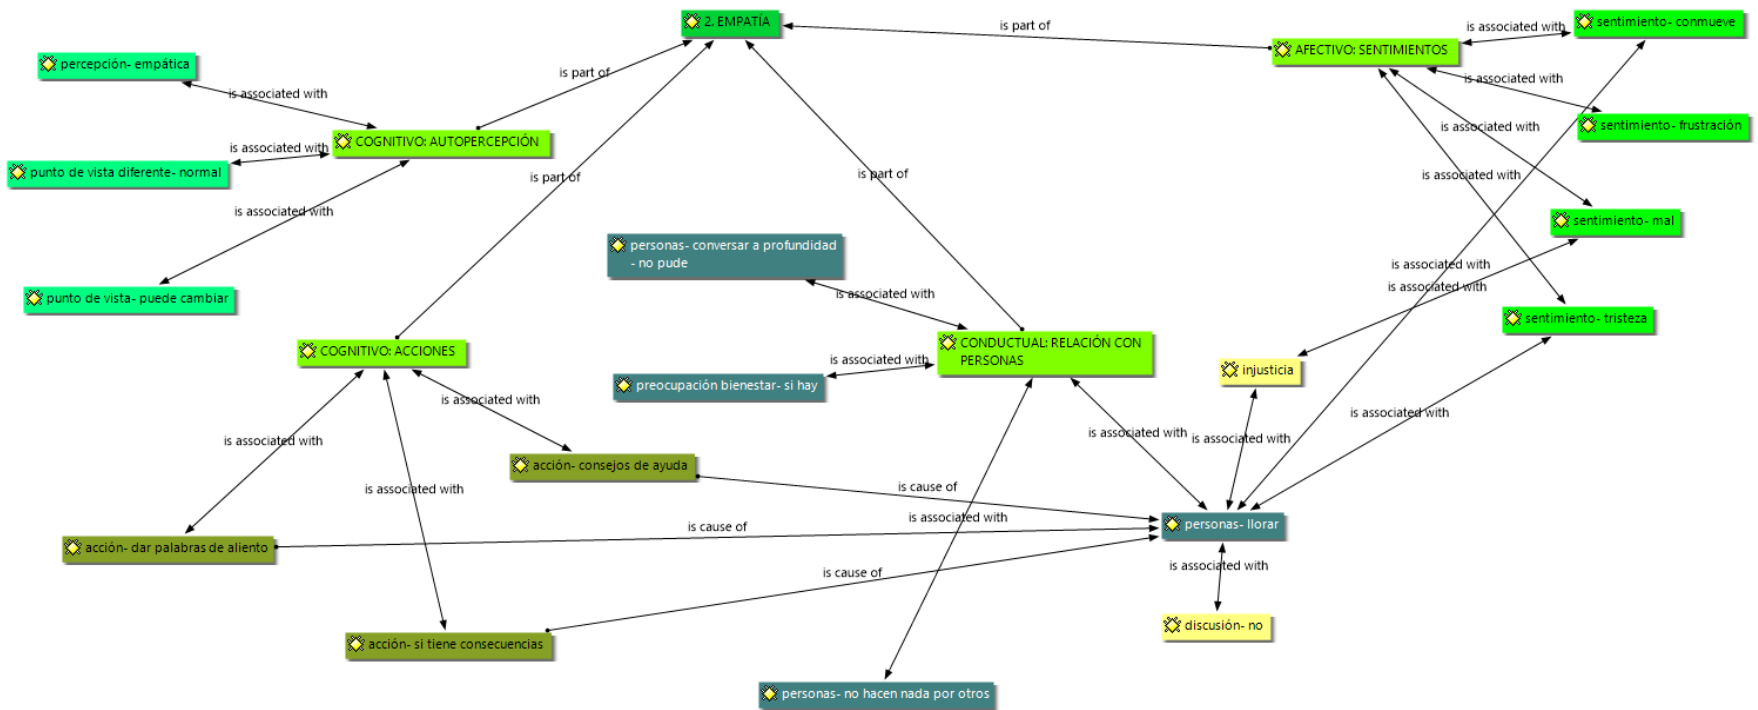 2. EMPATÍA
is part of
AFECTIVO: SENTIMIENTOS
is associated with
sentimiento- conmueve
percepción- empática
is part of
is associated with
is associated with
sentimiento- frustración
is associated with
COGNITIVO: AUTOPERCEPCIÓN
is associated with
punto de vista diferente- normal
is part of
is part of
is associated with
is associated with
sentimiento- mal
personas- conversar a profundidad
- no pude
is associated with
is associated with
is associated with
punto de vista- puede cambiar
sentimiento- tristeza
COGNITIVO: ACCIONES
CONDUCTUAL: RELACIÓN CON
PERSONAS
is associated with
preocupación bienestar- si hay
injusticia
is associated with
is associated with
is associated with
is associated with
is associated with
acción- consejos de ayuda
is associated with
is cause of
is associated with
personas- llorar
is cause of
acción- dar palabras de aliento
is associated with
is cause of
discusión- no
acción- si tiene consecuencias
personas- no hacen nada por otros